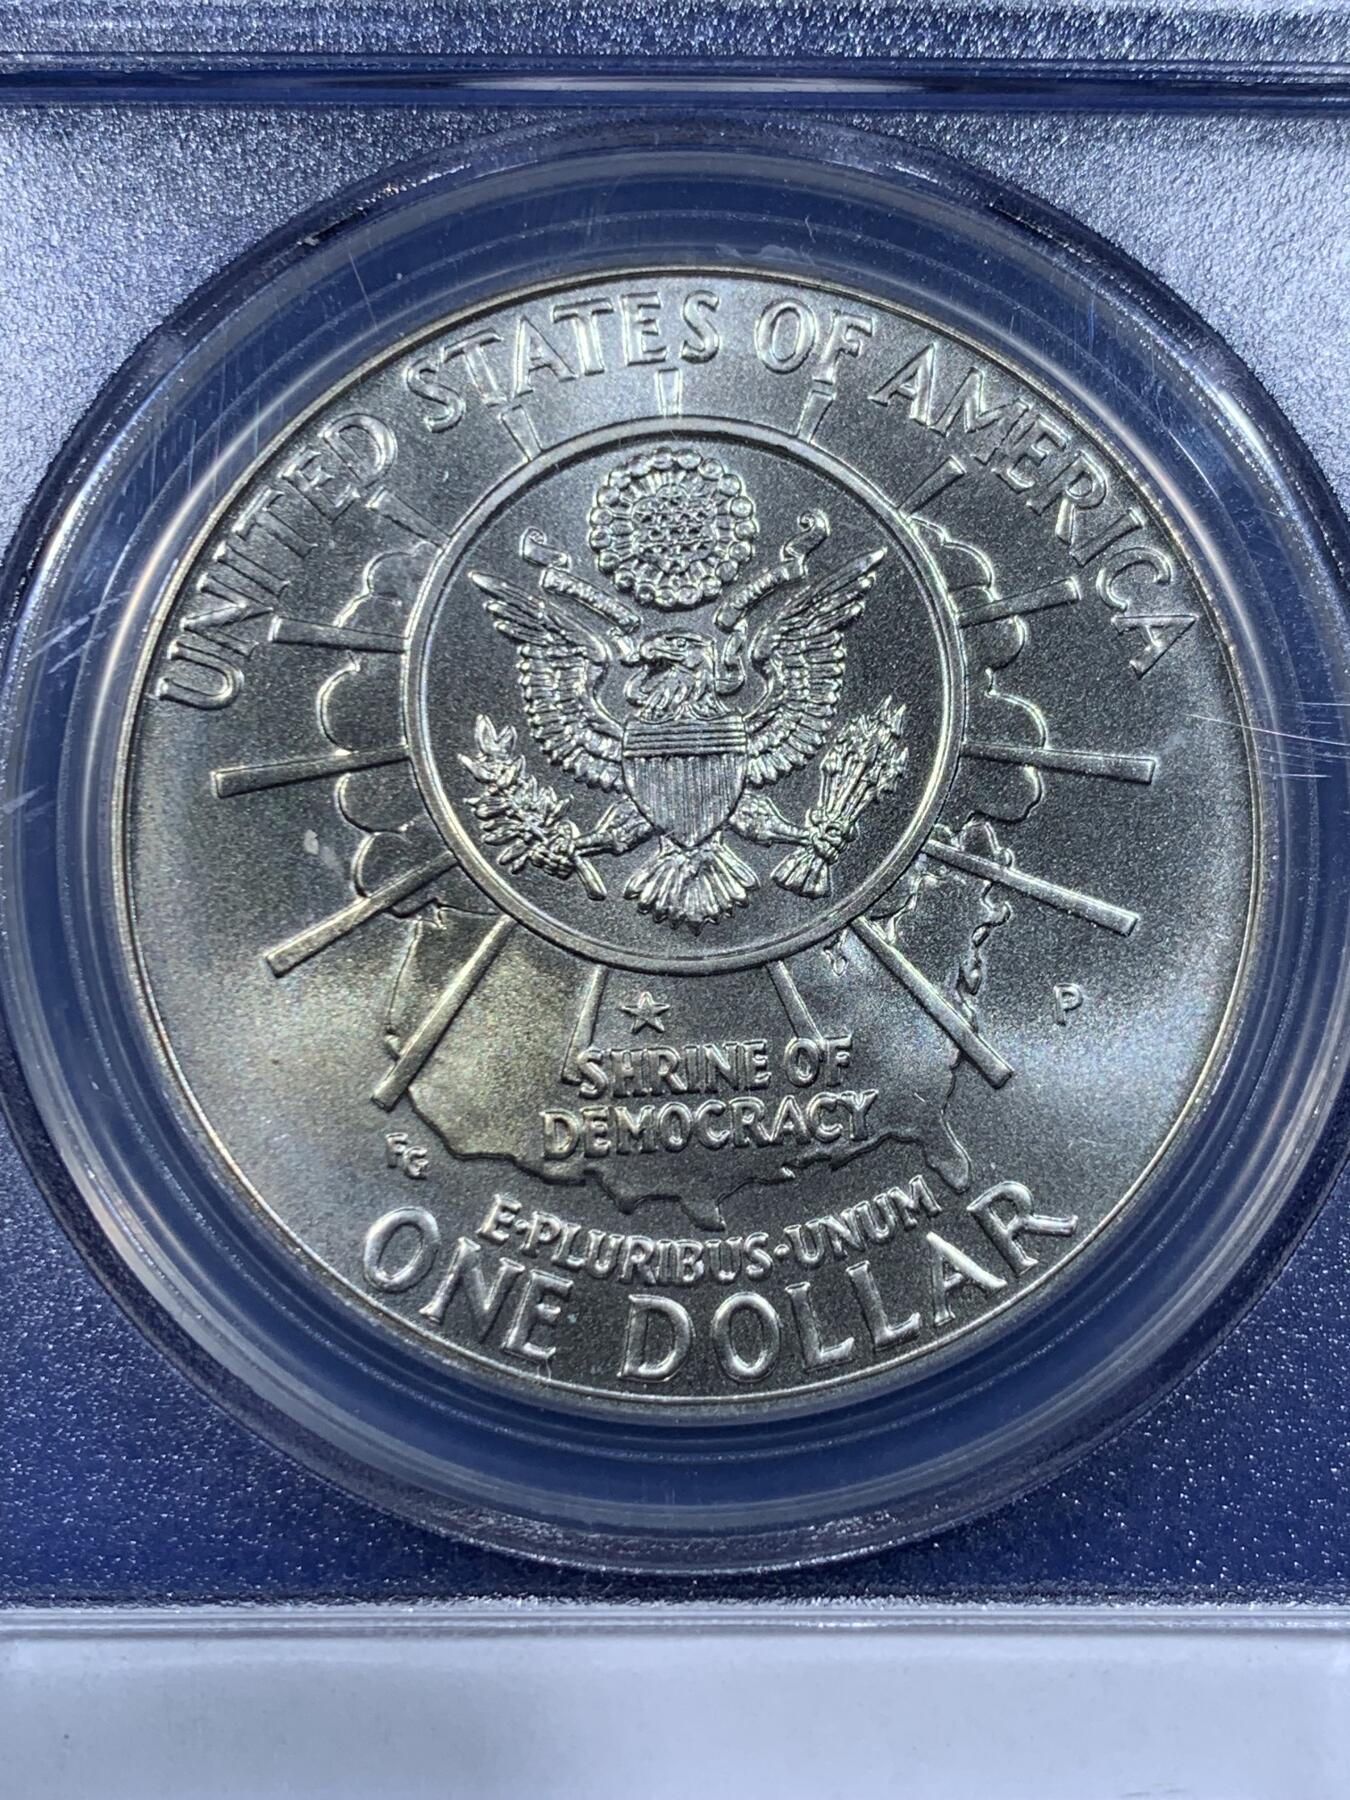 UNITED STATES OF AMERICA
P
SHRINE OF
DEMOCRACY
FG
E·PLURIBUS·UNUM
ONE DOLLAR